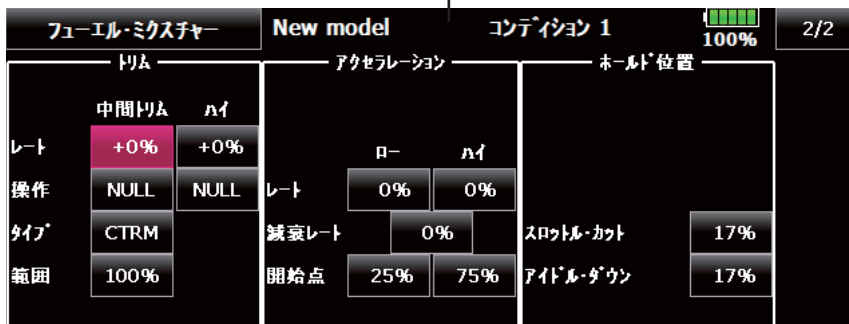 フューエル･ミクスチャー New model コンディション 1 100% 2/2
トリム アクセラレーション ホールド位置
中間トリム ハイ
レート +0% +0% ロー ハイ
操作 NULL NULL レート 0% 0%
タイプ CTRM 減衰レート 0% スロットル･カット 17%
範囲 100% 開始点 25% 75% アイドル･ダウン 17%